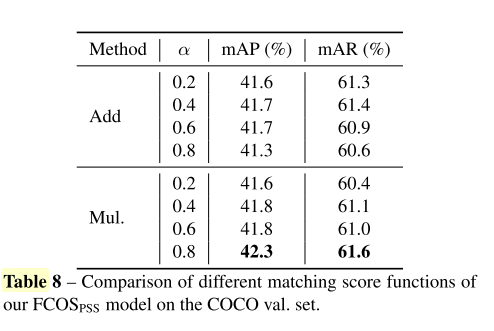 Method α mAP (%) mAR (%)
0.2 41.6 61.3
0.4 41.7 61.4
Add
0.6 41.7 60.9
0.8 41.3 60.6
0.2 41.6 60.4
0.4 41.8 61.1
Mul.
0.6 41.8 61.0
0.8 42.3 61.6
Table 8 – Comparison of different matching score functions of
our FCOSPSS model on the COCO val. set.